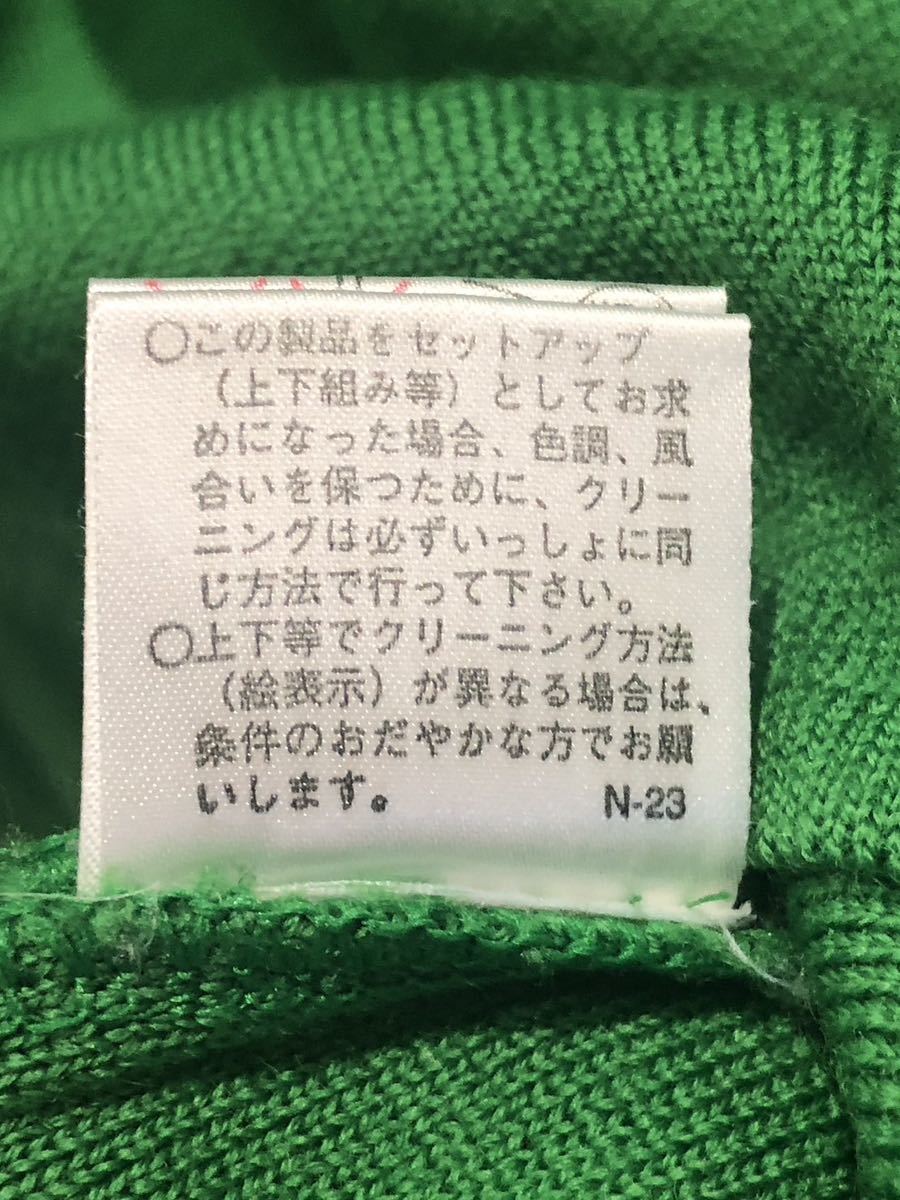 ○この製品をセットアップ
（上下組み等）としてお求
めになった場合、色調、風
合いを保つために、クリー
ニングは必ずいっしょに同
じ方法で行って下さい。
○上下等でクリーニング方法
（絵表示）が異なる場合は、
条件のおだやかな方でお願
いします。 N-23